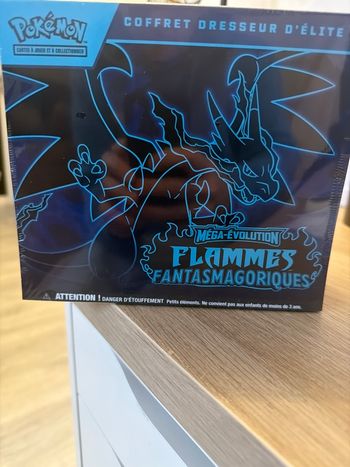 POKÉMON
CARTES À JOUER ET À COLLECTIONNER
COFFRET DRESSEUR D'ÉLITE
MÉGA-ÉVOLUTION
FLAMMES
FANTASMAGORIQUES
ATTENTION ! DANGER D'ÉTOUFFEMENT Petits éléments. Ne convient pas aux enfants de moins de 3 ans.